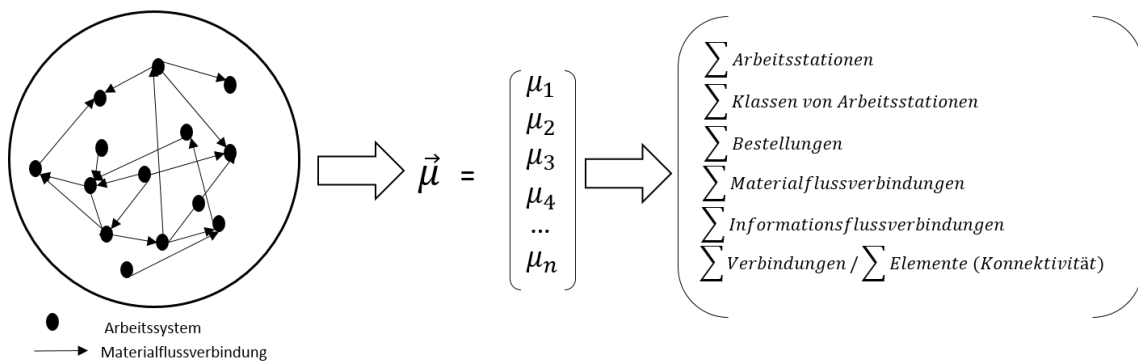 μ⃗ =
μ1
μ2
μ3
μ4
...
μn
∑ Arbeitsstationen
∑ Klassen von Arbeitsstationen
∑ Bestellungen
∑ Materialflussverbindungen
∑ Informationsflussverbindungen
∑ Verbindungen / ∑ Elemente (Konnektivität)
Arbeitssystem
Materialflussverbindung